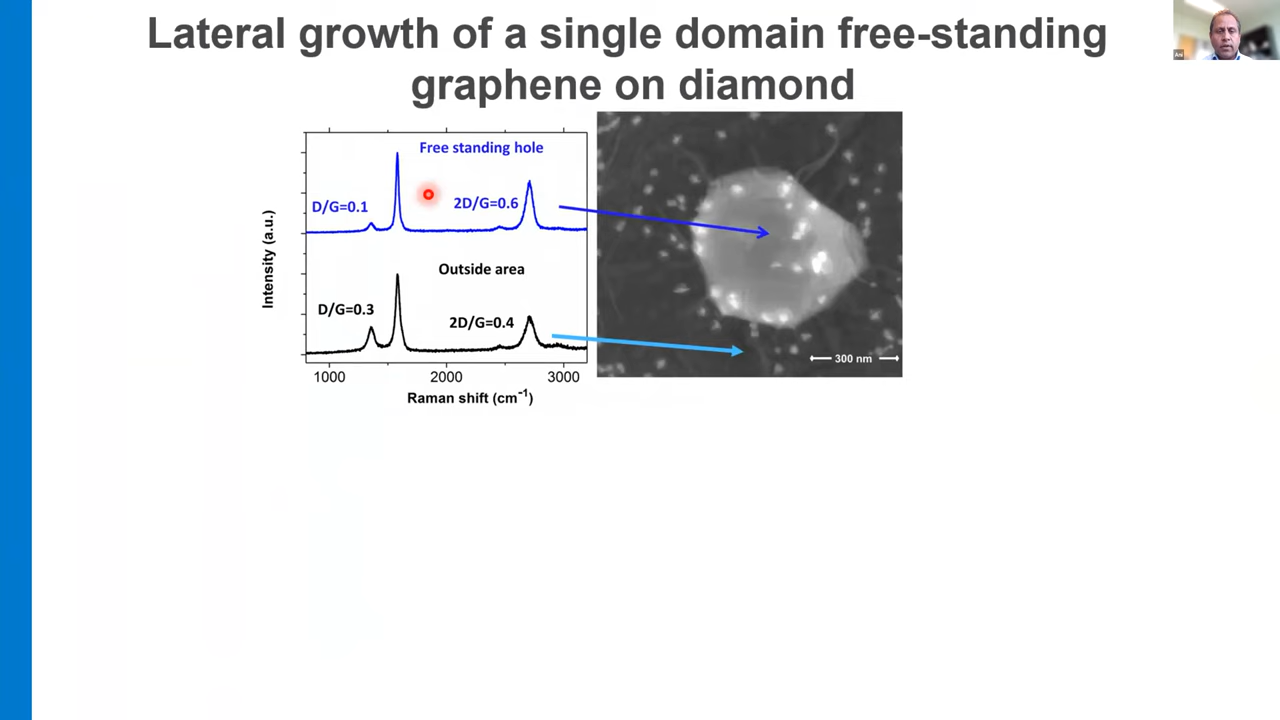 Lateral growth of a single domain free-standing
graphene on diamond
Free standing hole
D/G=0.1
2D/G=0.6
Outside area
D/G=0.3
2D/G=0.4
Intensity (a.u.)
1000 2000 3000
Raman shift (cm⁻¹)
300 nm